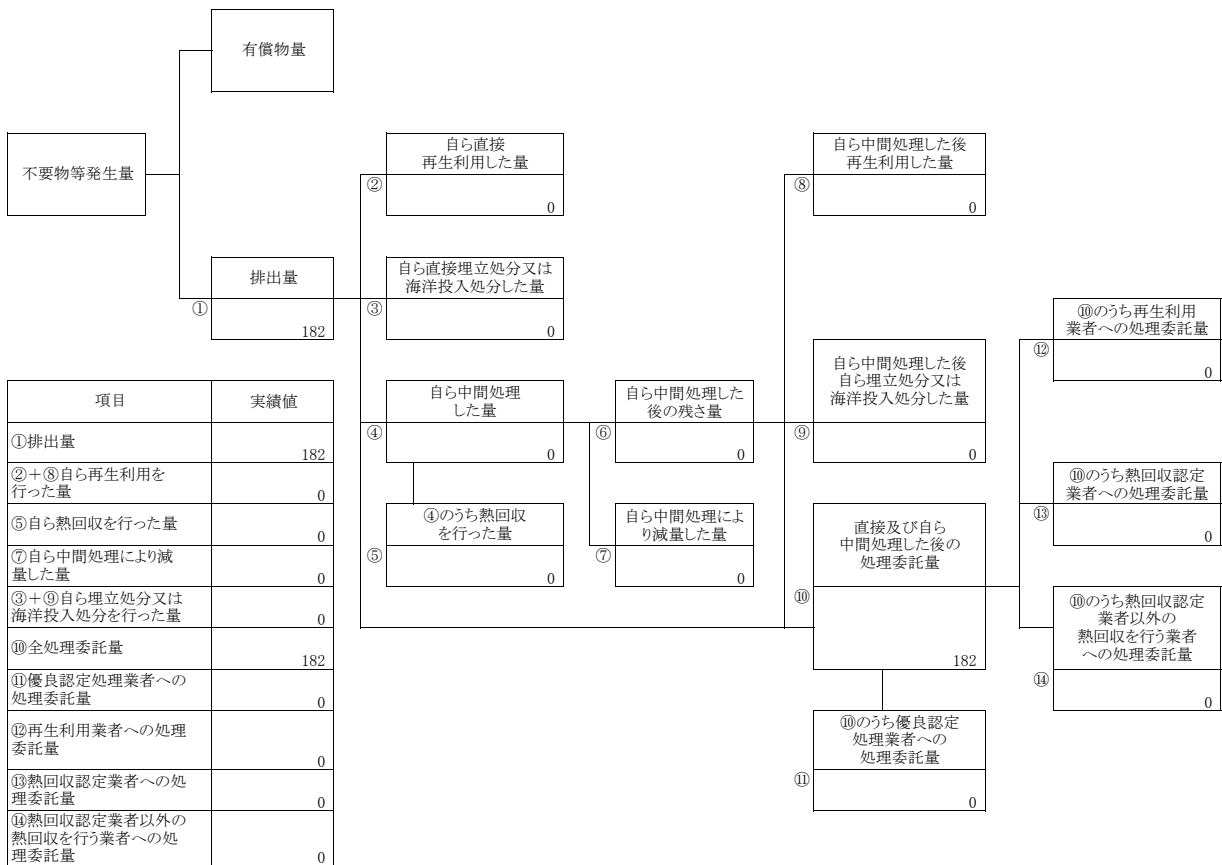 有償物量
不要物等発生量
自ら直接
再生利用した量
②
0
自ら中間処理した後
再生利用した量
⑧
0
排出量
①
182
自ら直接埋立処分又は
海洋投入処分した量
③
0
⑩のうち再生利用
業者への処理委託量
⑫
0
自ら中間処理
した量
④
0
自ら中間処理した
後の残さ量
⑥
0
自ら中間処理した後
自ら埋立処分又は
海洋投入処分した量
⑨
0
⑩のうち熱回収認定
業者への処理委託量
⑬
0
④のうち熱回収
を行った量
⑤
0
自ら中間処理によ
り減量した量
⑦
0
直接及び自ら
中間処理した後の
処理委託量
⑩
182
⑩のうち熱回収認定
業者以外の
熱回収を行う業者
への処理委託量
⑭
0
⑩のうち優良認定
処理業者への
処理委託量
⑪
0
項目 実績値
①排出量
182
②+⑧自ら再生利用を
行った量
0
⑤自ら熱回収を行った量
0
⑦自ら中間処理により減
量した量
0
③+⑨自ら埋立処分又は
海洋投入処分を行った量
0
⑩全処理委託量
182
⑪優良認定処理業者への
処理委託量
0
⑫再生利用業者への処理
委託量
0
⑬熱回収認定業者への処
理委託量
0
⑭熱回収認定業者以外の
熱回収を行う業者への処
理委託量
0